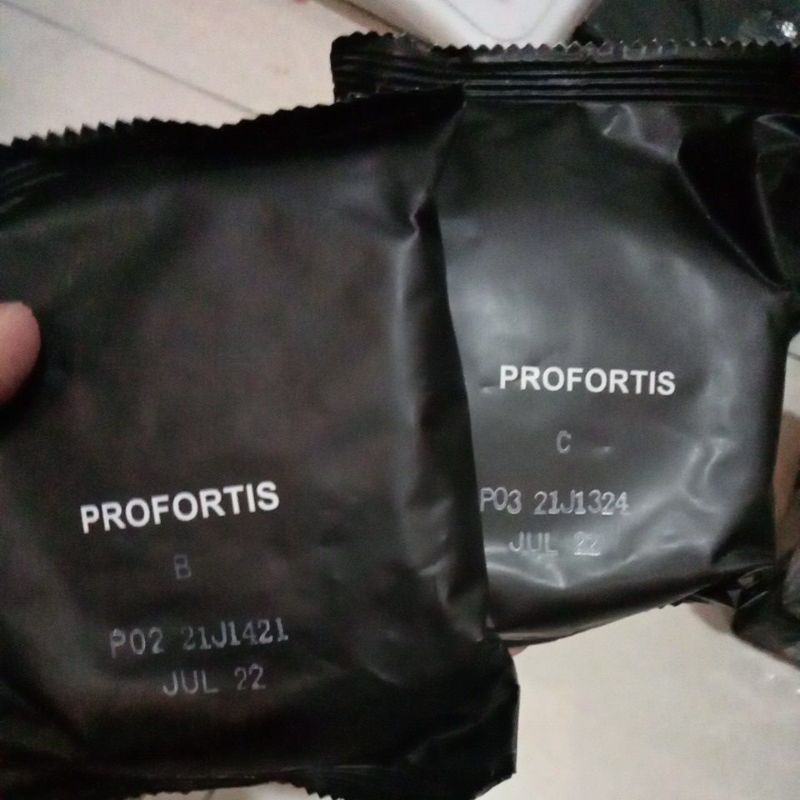 PROFORTIS
B
P02 21J1421
JUL 22
PROFORTIS
C
P03 21J1324
JUL 22